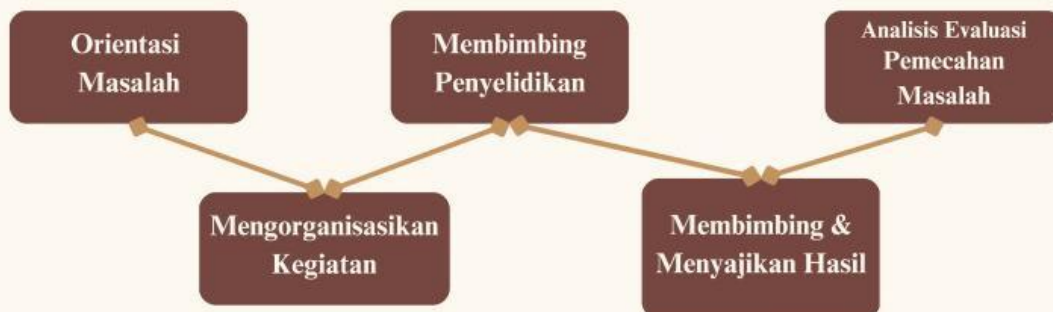 Orientasi
Masalah
Mengorganisasikan
Kegiatan
Membimbing
Penyelidikan
Membimbing &
Menyajikan Hasil
Analisis Evaluasi
Pemecahan
Masalah